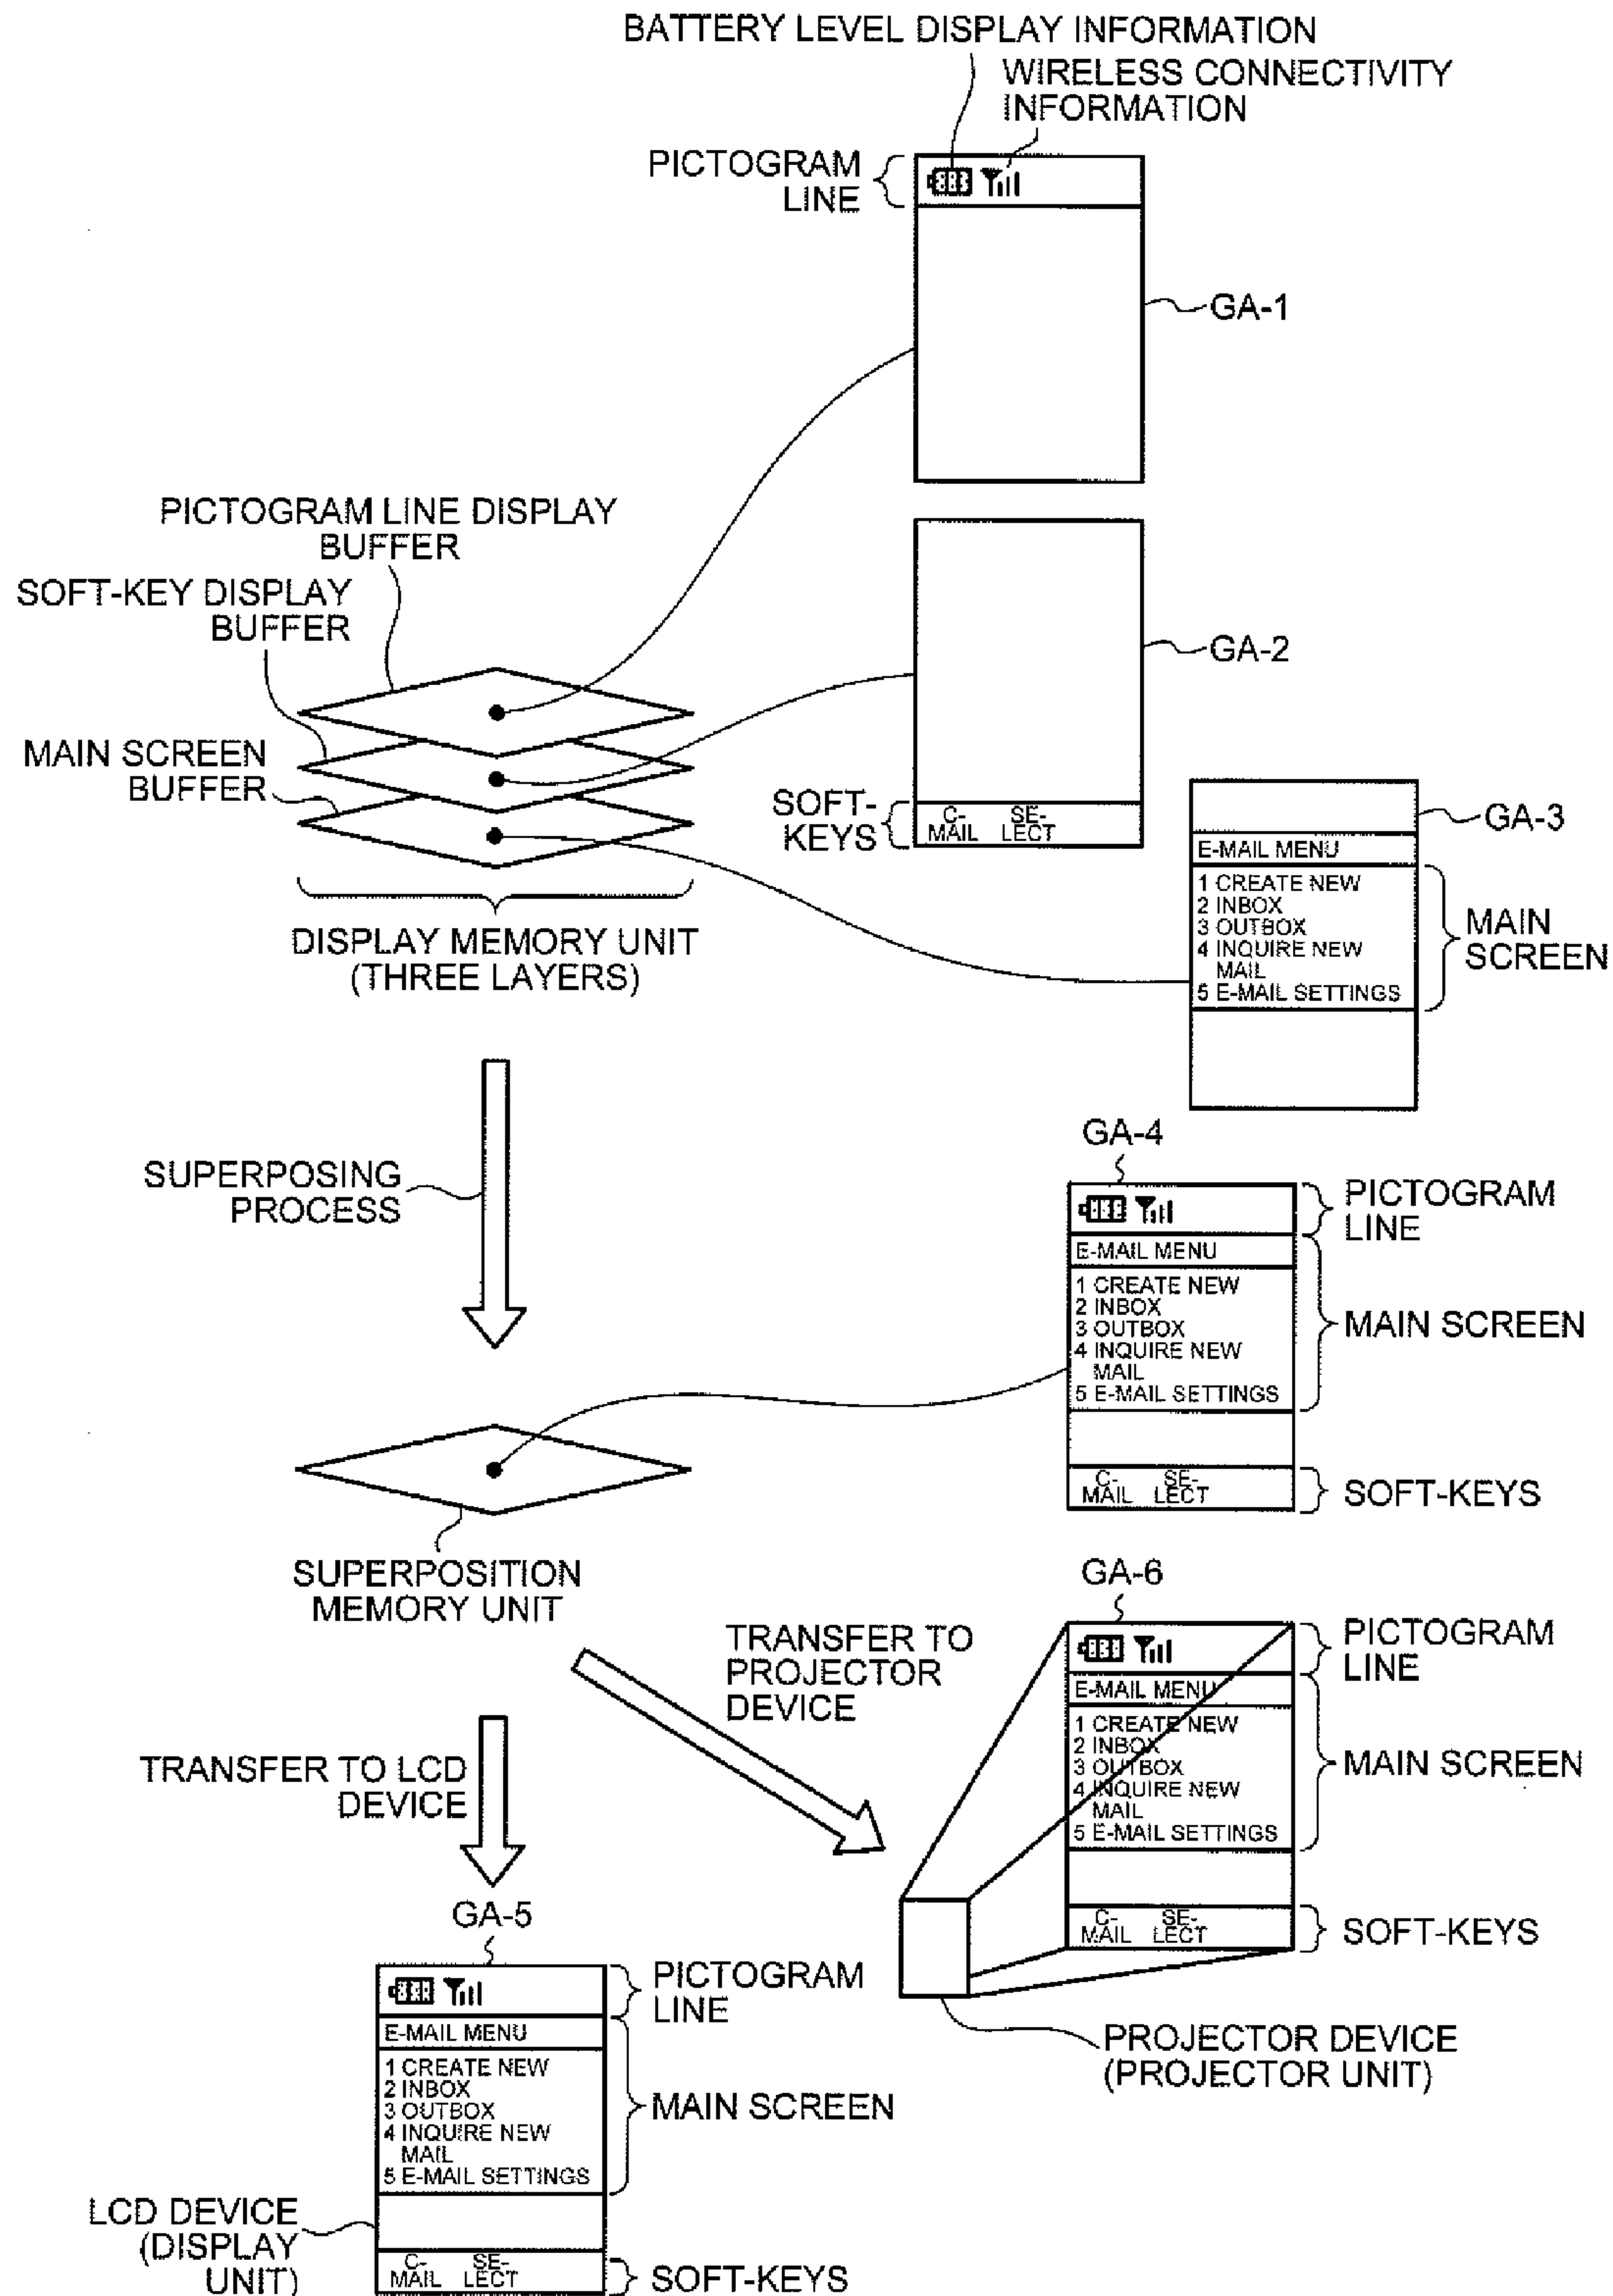 BATTERY LEVEL DISPLAY INFORMATION
WIRELESS CONNECTIVITY
INFORMATION
PICTOGRAM
LINE
GA-1
PICTOGRAM LINE DISPLAY
BUFFER
SOFT-KEY DISPLAY
BUFFER
MAIN SCREEN
BUFFER
GA-2
SOFT-
KEYS
C-
MAIL
SE-
LECT
GA-3
E-MAIL MENU
1 CREATE NEW
2 INBOX
3 OUTBOX
4 INQUIRE NEW
MAIL
5 E-MAIL SETTINGS
MAIN
SCREEN
DISPLAY MEMORY UNIT
(THREE LAYERS)
SUPERPOSING
PROCESS
GA-4
PICTOGRAM
LINE
E-MAIL MENU
1 CREATE NEW
2 INBOX
3 OUTBOX
4 INQUIRE NEW
MAIL
5 E-MAIL SETTINGS
MAIN SCREEN
C-
MAIL
SE-
LECT
SOFT-KEYS
SUPERPOSITION
MEMORY UNIT
TRANSFER TO
PROJECTOR
DEVICE
GA-6
PICTOGRAM
LINE
E-MAIL MENU
1 CREATE NEW
2 INBOX
3 OUTBOX
4 INQUIRE NEW
MAIL
5 E-MAIL SETTINGS
MAIN SCREEN
C-
MAIL
SE-
LECT
SOFT-KEYS
PROJECTOR DEVICE
(PROJECTOR UNIT)
TRANSFER TO LCD
DEVICE
GA-5
PICTOGRAM
LINE
E-MAIL MENU
1 CREATE NEW
2 INBOX
3 OUTBOX
4 INQUIRE NEW
MAIL
5 E-MAIL SETTINGS
MAIN SCREEN
LCD DEVICE
(DISPLAY
UNIT)
C-
MAIL
SE-
LECT
SOFT-KEYS